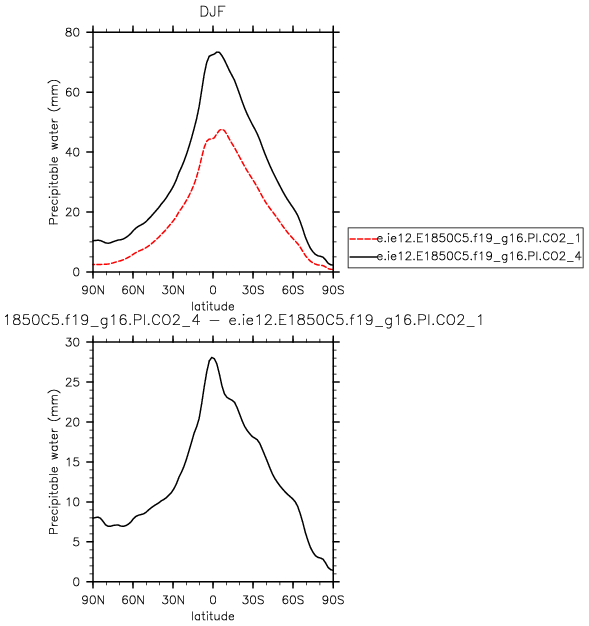 DJF
80
60
40
20
0
Precipitable water (mm)
90N 60N 30N 0 30S 60S 90S
latitude
e.ie12.E1850C5.f19_g16.PI.CO2_1
e.ie12.E1850C5.f19_g16.PI.CO2_4
1850C5.f19_g16.PI.CO2_4 − e.ie12.E1850C5.f19_g16.PI.CO2_1
30
25
20
15
10
5
0
Precipitable water (mm)
90N 60N 30N 0 30S 60S 90S
latitude